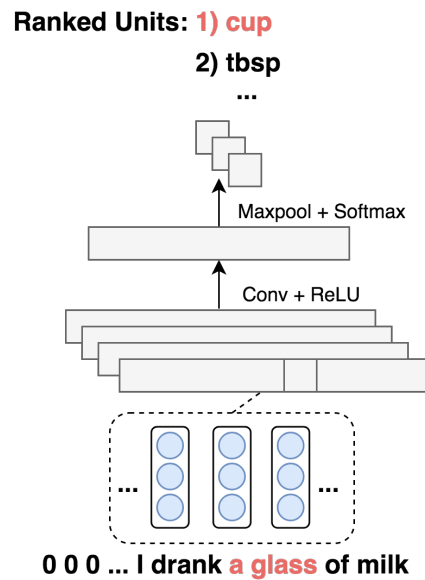 Ranked Units: 1) cup
2) tbsp
...
Maxpool + Softmax
Conv + ReLU
... ...
0 0 0 ... I drank a glass of milk